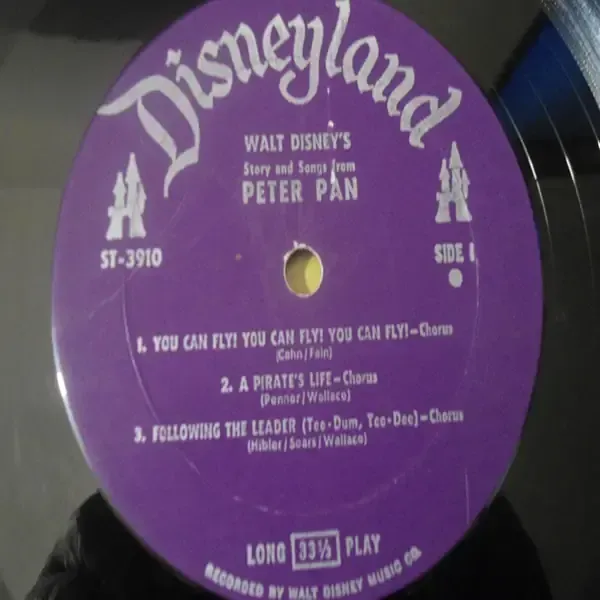 Disneyland
WALT DISNEY'S
Story and Songs from
PETER PAN
ST-3910
SIDE 1
1. YOU CAN FLY! YOU CAN FLY! YOU CAN FLY!—Chorus
(Cahn/Fain)
2. A PIRATE'S LIFE—Chorus
(Penner/Wallace)
3. FOLLOWING THE LEADER (Tee-Dum, Tee-Dee)—Chorus
(Hibler/Sears/Wallace)
LONG 33⅓ PLAY
RECORDED BY WALT DISNEY MUSIC CO.